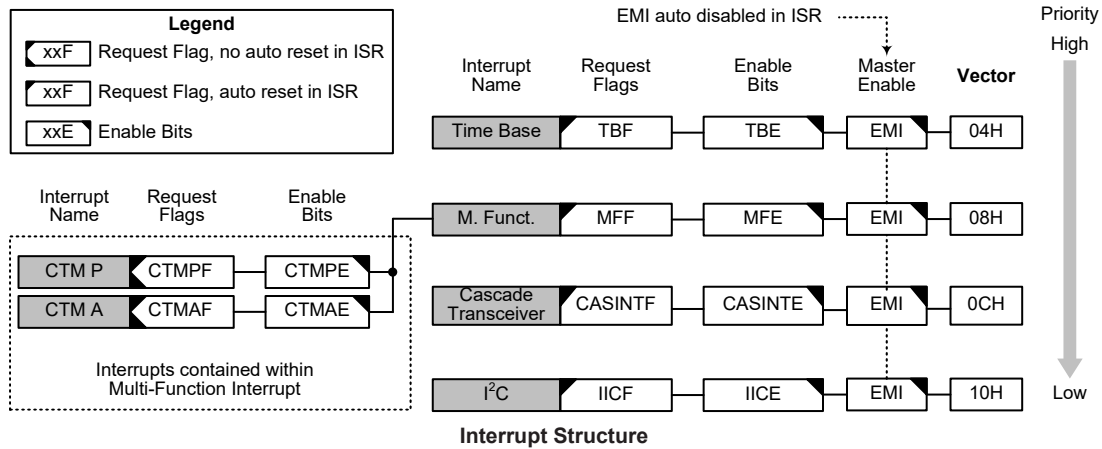 Legend
xxF Request Flag, no auto reset in ISR
xxF Request Flag, auto reset in ISR
xxE Enable Bits
EMI auto disabled in ISR
Priority
High
Interrupt Name
Request Flags
Enable Bits
Master Enable
Vector
Time Base TBF TBE EMI 04H
Interrupt Name
Request Flags
Enable Bits
M. Funct. MFF MFE EMI 08H
CTM P CTMPF CTMPE
CTM A CTMAF CTMAE
Interrupts contained within
Multi-Function Interrupt
Cascade Transceiver CASINTF CASINTE EMI 0CH
I²C IICF IICE EMI 10H
Low
Interrupt Structure